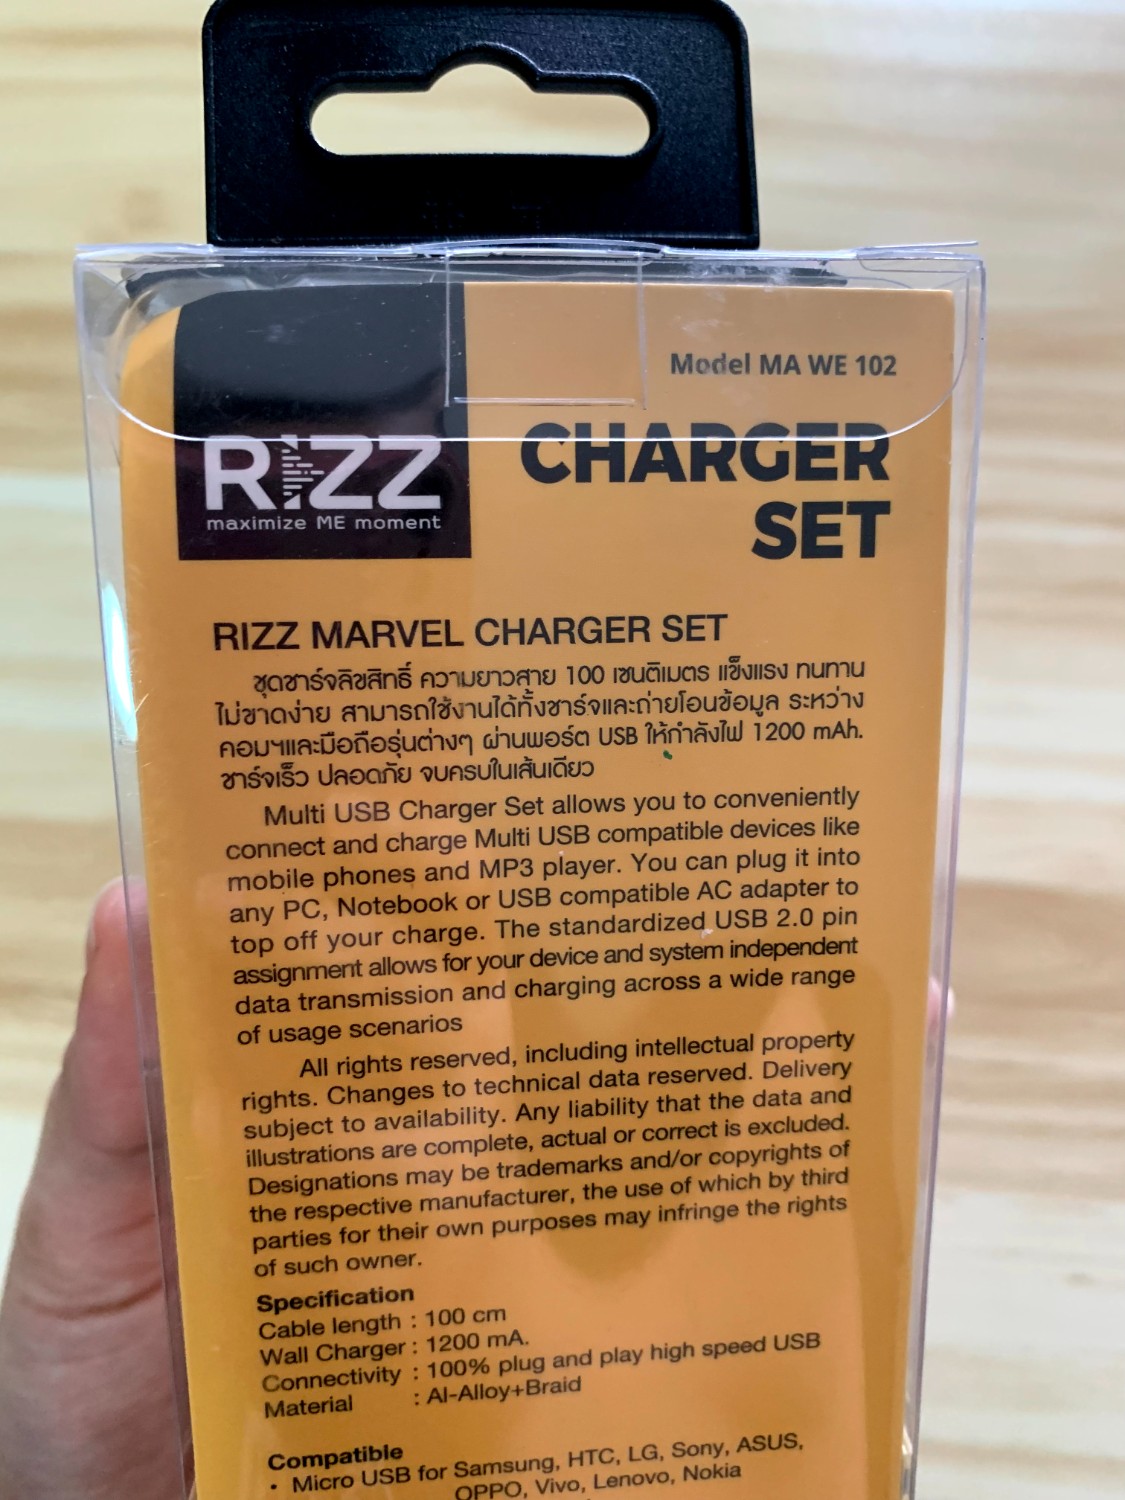 Model MA WE 102
RIZZ
maximize ME moment
CHARGER
SET
RIZZ MARVEL CHARGER SET
ชุดชาร์จลิขสิทธิ์ ความยาวสาย 100 เซนติเมตร แข็งแรง ทนทาน
ไม่ขาดง่าย สามารถใช้งานได้ทั้งชาร์จและถ่ายโอนข้อมูล ระหว่าง
คอมฯและมือถือรุ่นต่างๆ ผ่านพอร์ต USB ให้กำลังไฟ 1200 mAh.
ชาร์จเร็ว ปลอดภัย จบครบในเส้นเดียว
Multi USB Charger Set allows you to conveniently
connect and charge Multi USB compatible devices like
mobile phones and MP3 player. You can plug it into
any PC, Notebook or USB compatible AC adapter to
top off your charge. The standardized USB 2.0 pin
assignment allows for your device and system independent
data transmission and charging across a wide range
of usage scenarios
All rights reserved, including intellectual property
rights. Changes to technical data reserved. Delivery
subject to availability. Any liability that the data and
illustrations are complete, actual or correct is excluded.
Designations may be trademarks and/or copyrights of
the respective manufacturer, the use of which by third
parties for their own purposes may infringe the rights
of such owner.
Specification
Cable length : 100 cm
Wall Charger : 1200 mA.
Connectivity : 100% plug and play high speed USB
Material : Al-Alloy+Braid
Compatible
• Micro USB for Samsung, HTC, LG, Sony, ASUS,
OPPO, Vivo, Lenovo, Nokia